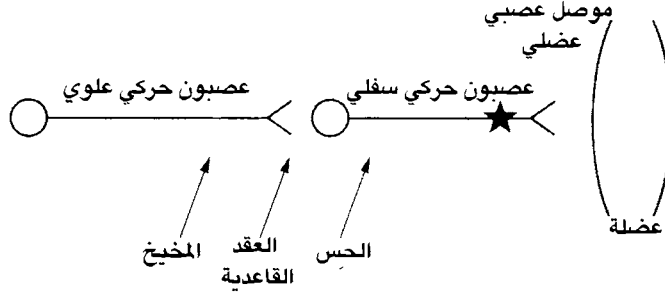 موصل عصبي
عضلي
عصبون حركي سفلي
عصبون حركي علوي
الحس
العقد
القاعدية
المخيخ
عضلة